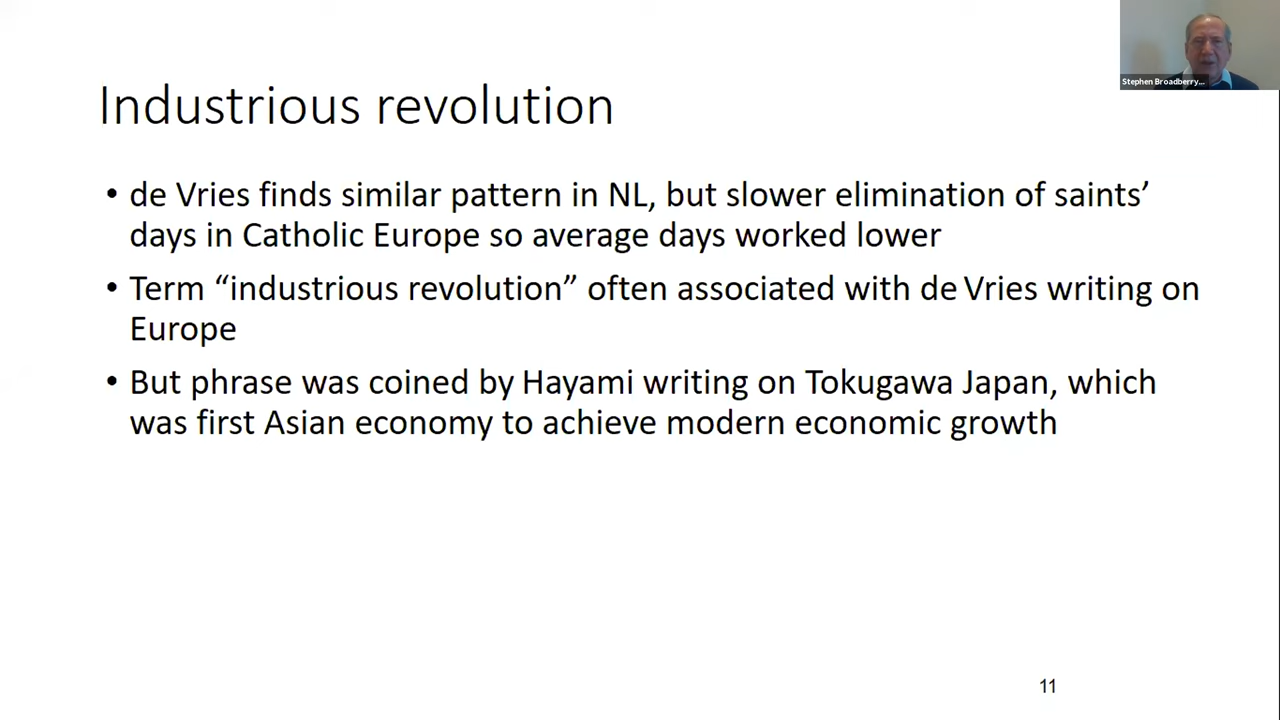 Stephen Broadberry...
Industrious revolution
• de Vries finds similar pattern in NL, but slower elimination of saints’
days in Catholic Europe so average days worked lower
• Term “industrious revolution” often associated with de Vries writing on
Europe
• But phrase was coined by Hayami writing on Tokugawa Japan, which
was first Asian economy to achieve modern economic growth
11